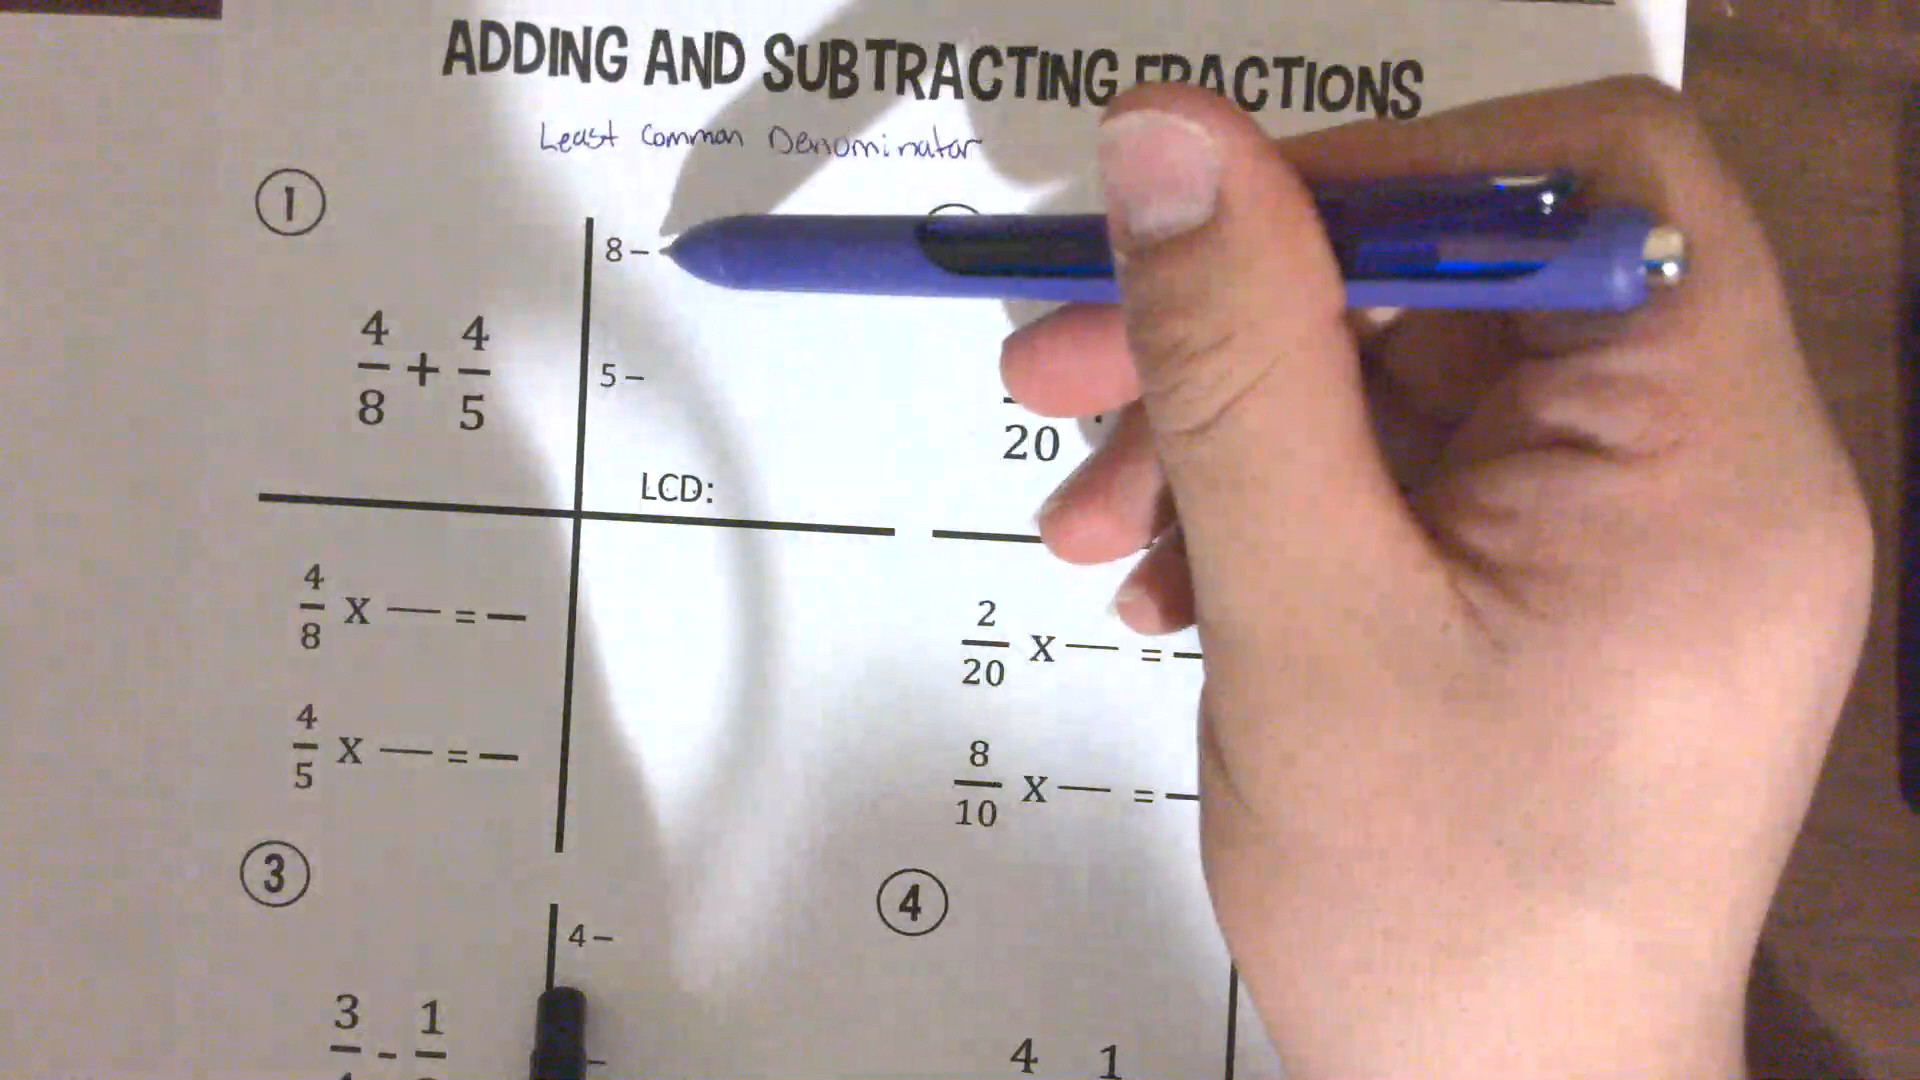 ADDING AND SUBTRACTING FRACTIONS
Least Common Denominator
1
8 –
5 –
4/8 + 4/5
LCD:
4/8 x — = —
4/5 x — = —
20
2/20 x — = —
8/10 x — = —
3
4 –
3 - 1
4
4 1